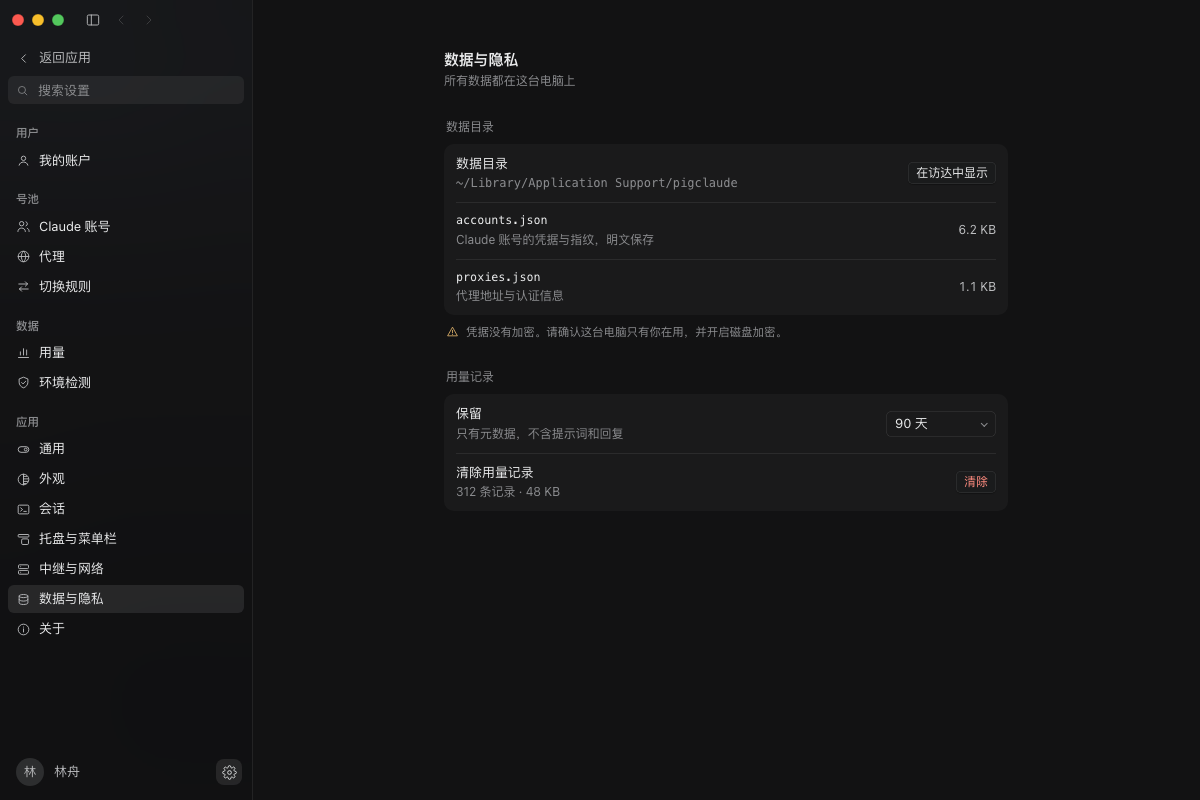 返回应用
搜索设置
用户
我的账户
号池
Claude 账号
代理
切换规则
数据
用量
环境检测
应用
通用
外观
会话
托盘与菜单栏
中继与网络
数据与隐私
关于
林
林舟
数据与隐私
所有数据都在这台电脑上
数据目录
数据目录
~/Library/Application Support/pigclaude
在访达中显示
accounts.json
Claude 账号的凭据与指纹，明文保存
6.2 KB
proxies.json
代理地址与认证信息
1.1 KB
凭据没有加密。请确认这台电脑只有你在用，并开启磁盘加密。
用量记录
保留
只有元数据，不含提示词和回复
90 天
清除用量记录
312 条记录 · 48 KB
清除